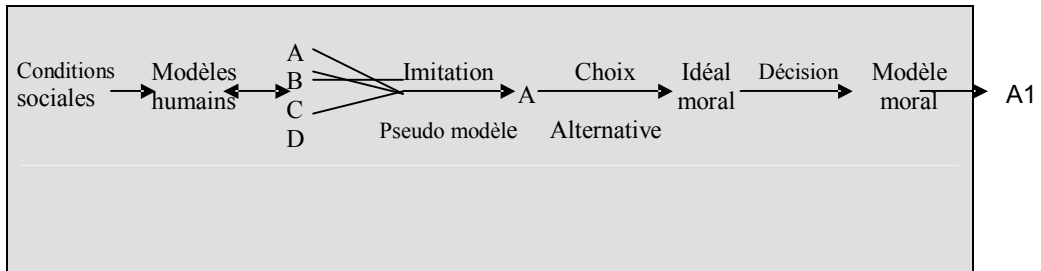 Conditions
sociales
Modèles
humains
A
B
C
D
Imitation
Pseudo modèle
A
Choix
Alternative
Idéal
moral
Décision
Modèle
moral
A1